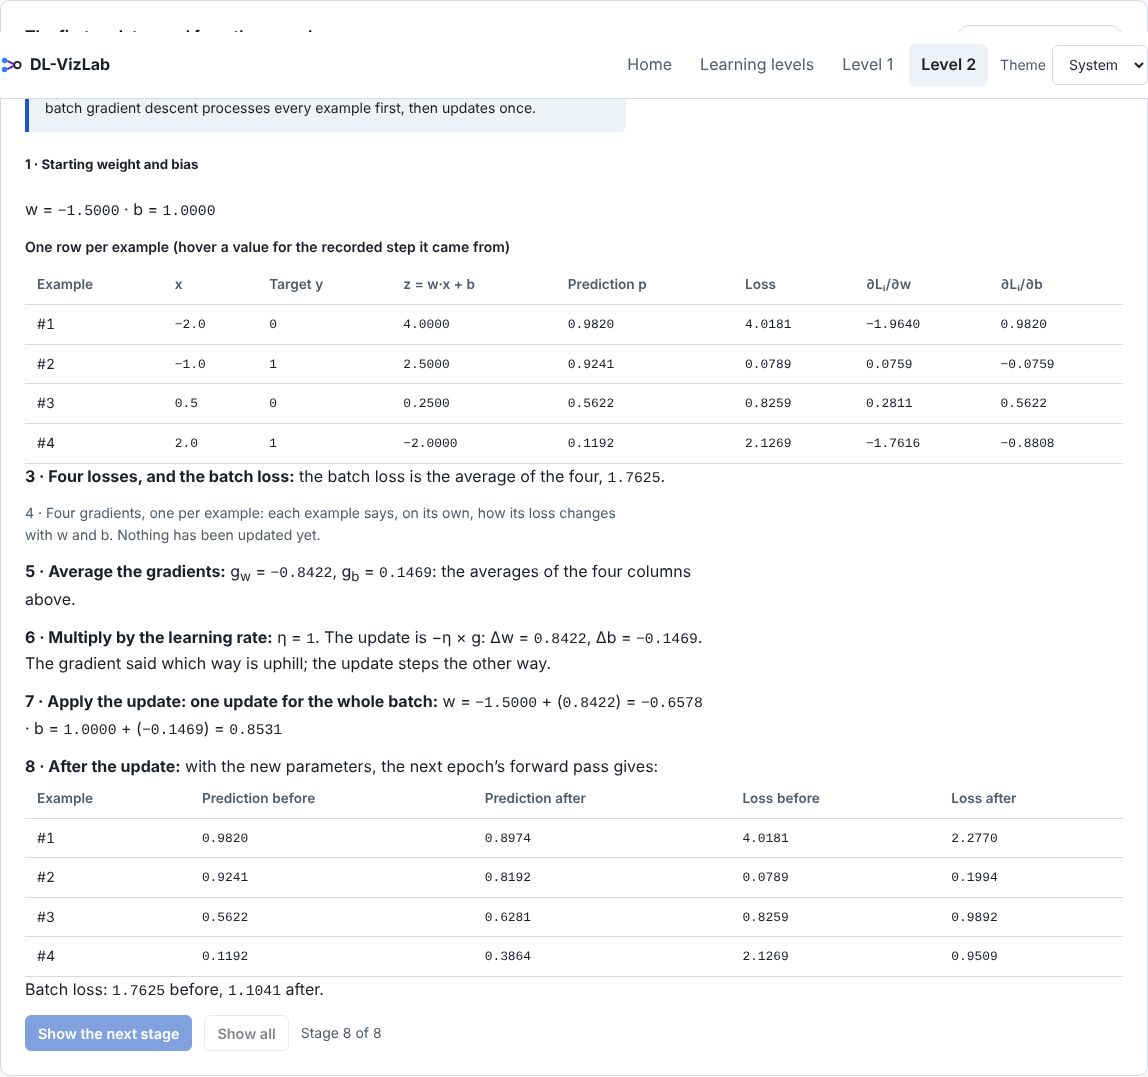 DL-VizLab
Home Learning levels Level 1 Level 2 Theme System
batch gradient descent processes every example first, then updates once.
1 · Starting weight and bias
w = −1.5000 · b = 1.0000
One row per example (hover a value for the recorded step it came from)
Example x Target y z = w·x + b Prediction p Loss ∂Lᵢ/∂w ∂Lᵢ/∂b
#1 −2.0 0 4.0000 0.9820 4.0181 −1.9640 0.9820
#2 −1.0 1 2.5000 0.9241 0.0789 0.0759 −0.0759
#3 0.5 0 0.2500 0.5622 0.8259 0.2811 0.5622
#4 2.0 1 −2.0000 0.1192 2.1269 −1.7616 −0.8808
3 · Four losses, and the batch loss: the batch loss is the average of the four, 1.7625.
4 · Four gradients, one per example: each example says, on its own, how its loss changes
with w and b. Nothing has been updated yet.
5 · Average the gradients: gw = −0.8422, gb = 0.1469: the averages of the four columns
above.
6 · Multiply by the learning rate: η = 1. The update is −η × g: Δw = 0.8422, Δb = −0.1469.
The gradient said which way is uphill; the update steps the other way.
7 · Apply the update: one update for the whole batch: w = −1.5000 + (0.8422) = −0.6578
· b = 1.0000 + (−0.1469) = 0.8531
8 · After the update: with the new parameters, the next epoch’s forward pass gives:
Example Prediction before Prediction after Loss before Loss after
#1 0.9820 0.8974 4.0181 2.2770
#2 0.9241 0.8192 0.0789 0.1994
#3 0.5622 0.6281 0.8259 0.9892
#4 0.1192 0.3864 2.1269 0.9509
Batch loss: 1.7625 before, 1.1041 after.
Show the next stage Show all Stage 8 of 8